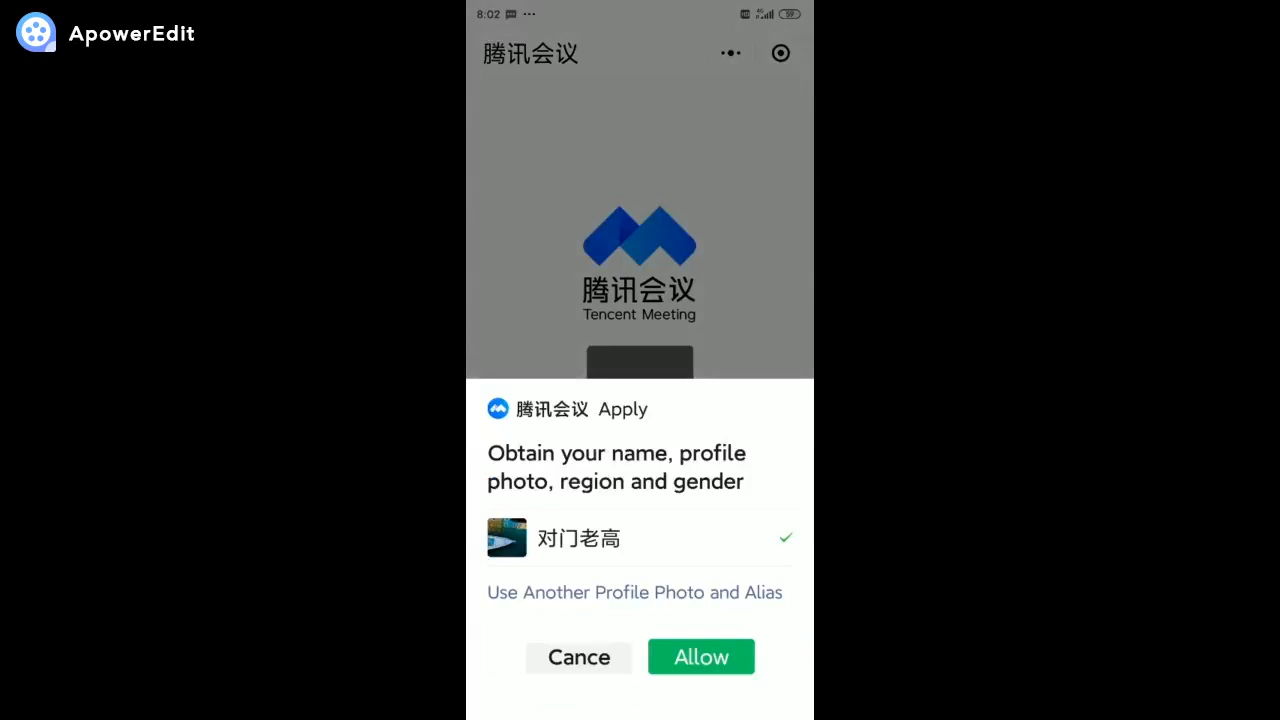 ApowerEdit
8:02
腾讯会议
腾讯会议
Tencent Meeting
腾讯会议 Apply
Obtain your name, profile
photo, region and gender
对门老高
Use Another Profile Photo and Alias
Cance
Allow